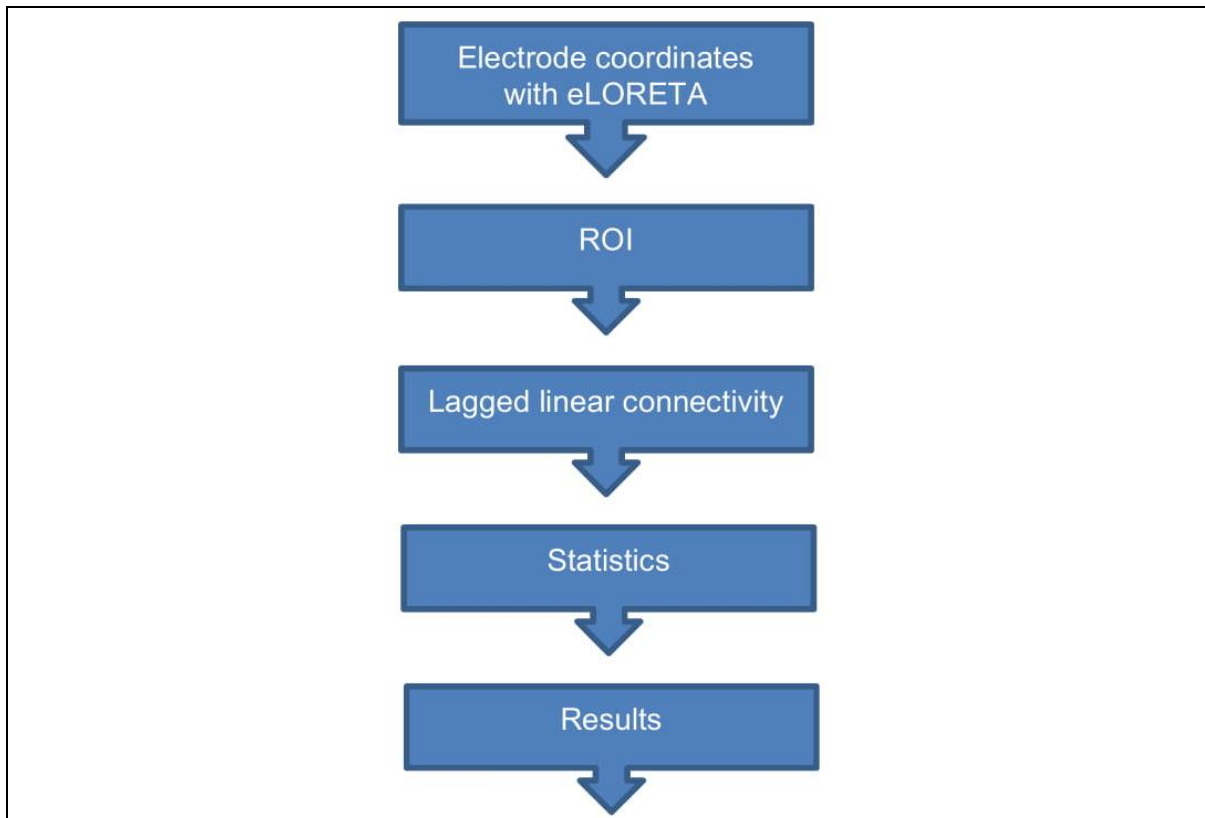 Electrode coordinates
with eLORETA
ROI
Lagged linear connectivity
Statistics
Results